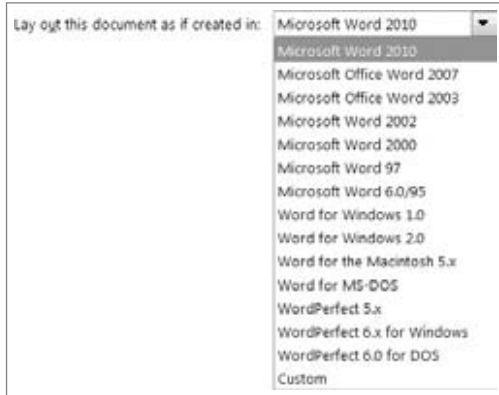 Lay out this document as if created in: Microsoft Word 2010
Microsoft Word 2010
Microsoft Office Word 2007
Microsoft Office Word 2003
Microsoft Word 2002
Microsoft Word 2000
Microsoft Word 97
Microsoft Word 6.0/95
Word for Windows 1.0
Word for Windows 2.0
Word for the Macintosh 5.x
Word for MS-DOS
WordPerfect 5.x
WordPerfect 6.x for Windows
WordPerfect 6.0 for DOS
Custom